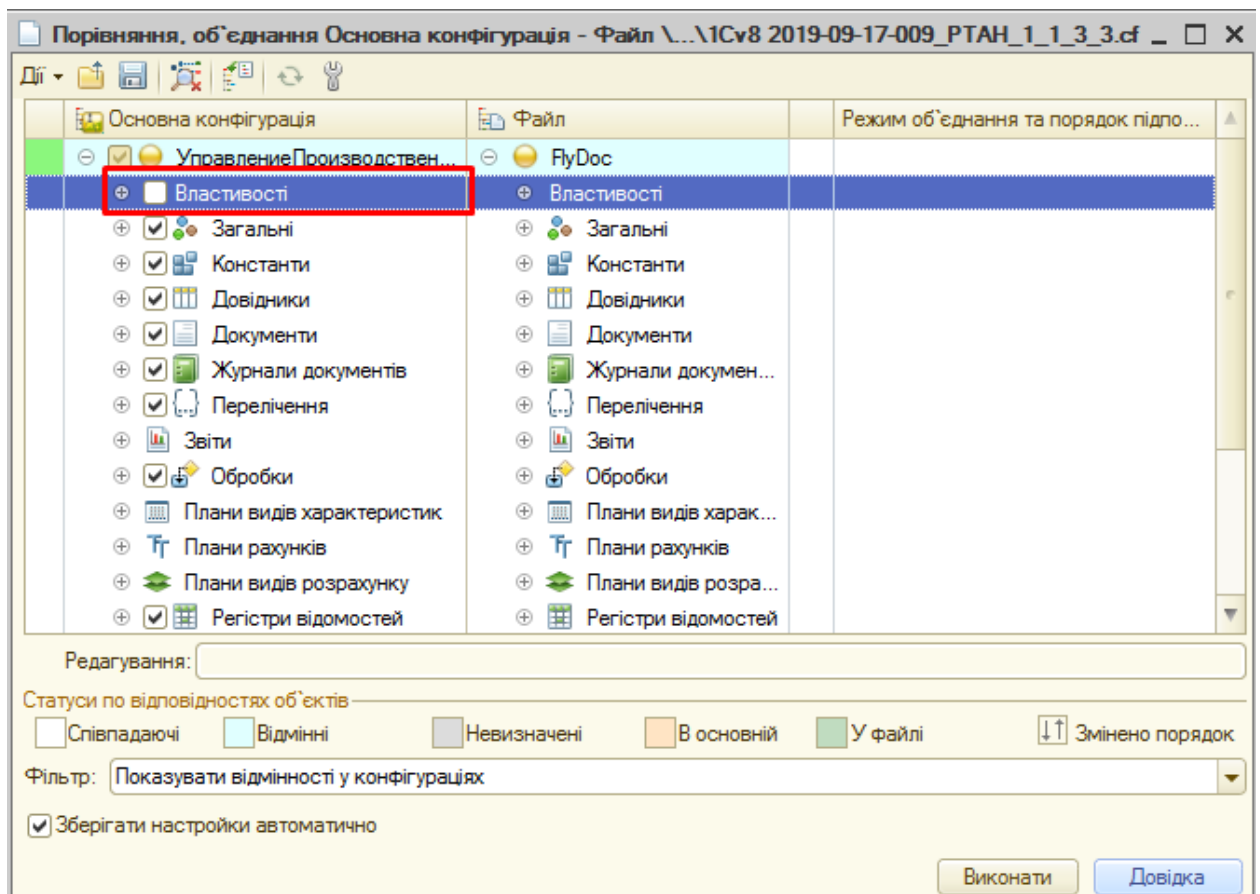 Порівняння, об`єднання Основна конфігурація - Файл \...\1Cv8 2019-09-17-009_PTAH_1_1_3_3.cf
Дії
Основна конфігурація Файл Режим об`єднання та порядок підпо...
УправлениеПроизводствен... FlyDoc
Властивості Властивості
Загальні Загальні
Константи Константи
Довідники Довідники
Документи Документи
Журнали документів Журнали докумен...
Перелічення Перелічення
Звіти Звіти
Обробки Обробки
Плани видів характеристик Плани видів харак...
Плани рахунків Плани рахунків
Плани видів розрахунку Плани видів розра...
Регістри відомостей Регістри відомостей
Редагування:
Статуси по відповідностях об`єктів
Співпадаючі Відмінні Невизначені В основній У файлі Змінено порядок
Фільтр: Показувати відмінності у конфігураціях
Зберігати настройки автоматично
Виконати Довідка